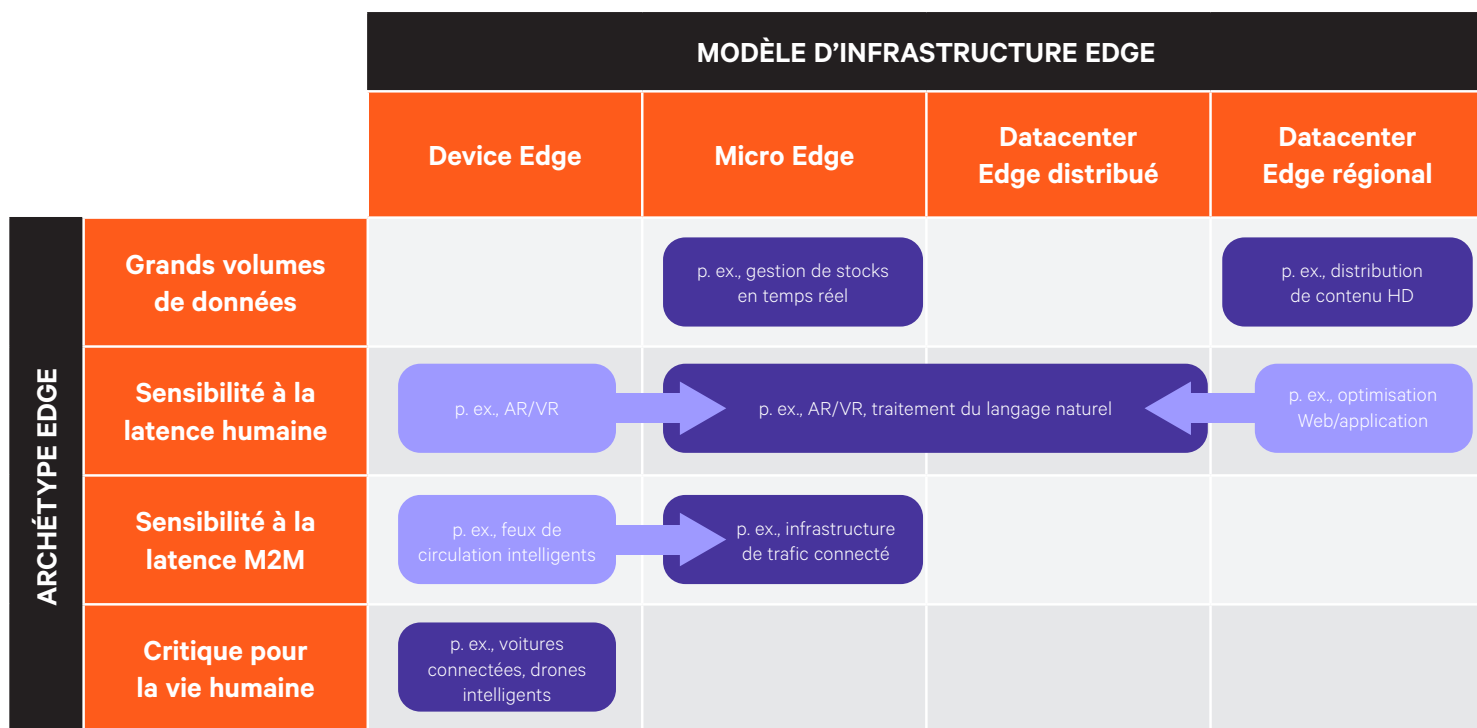 MODÈLE D’INFRASTRUCTURE EDGE
Device Edge
Micro Edge
Datacenter
Edge distribué
Datacenter
Edge régional
ARCHÉTYPE EDGE
Grands volumes
de données
p. ex., gestion de stocks
en temps réel
p. ex., distribution
de contenu HD
Sensibilité à la
latence humaine
p. ex., AR/VR
p. ex., AR/VR, traitement du langage naturel
p. ex., optimisation
Web/application
Sensibilité à la
latence M2M
p. ex., feux de
circulation intelligents
p. ex., infrastructure
de trafic connecté
Critique pour
la vie humaine
p. ex., voitures
connectées, drones
intelligents